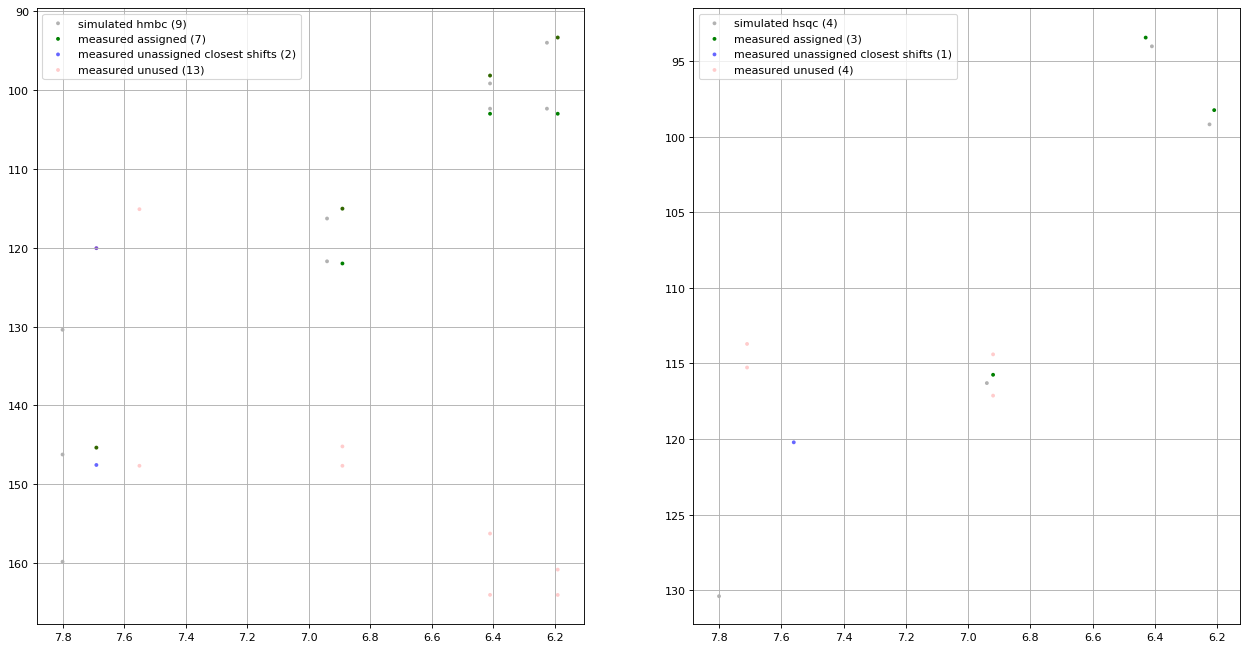 simulated hmbc (9)
measured assigned (7)
measured unassigned closest shifts (2)
measured unused (13)
90
100
110
120
130
140
150
160
7.8 7.6 7.4 7.2 7.0 6.8 6.6 6.4 6.2
simulated hsqc (4)
measured assigned (3)
measured unassigned closest shifts (1)
measured unused (4)
95
100
105
110
115
120
125
130
7.8 7.6 7.4 7.2 7.0 6.8 6.6 6.4 6.2